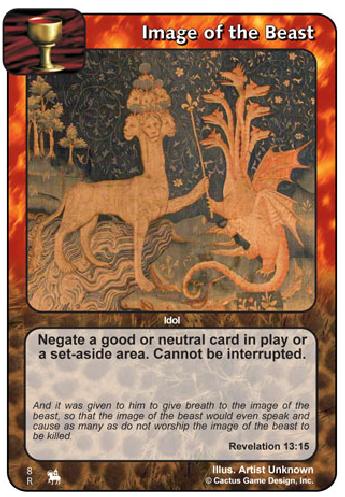 Image of the Beast
Idol
Negate a good or neutral card in play or
a set-aside area. Cannot be interrupted.
And it was given to him to give breath to the image of the
beast, so that the image of the beast would even speak and
cause as many as do not worship the image of the beast to
be killed.
Revelation 13:15
8
R
Illus. Artist Unknown
© Cactus Game Design, Inc.